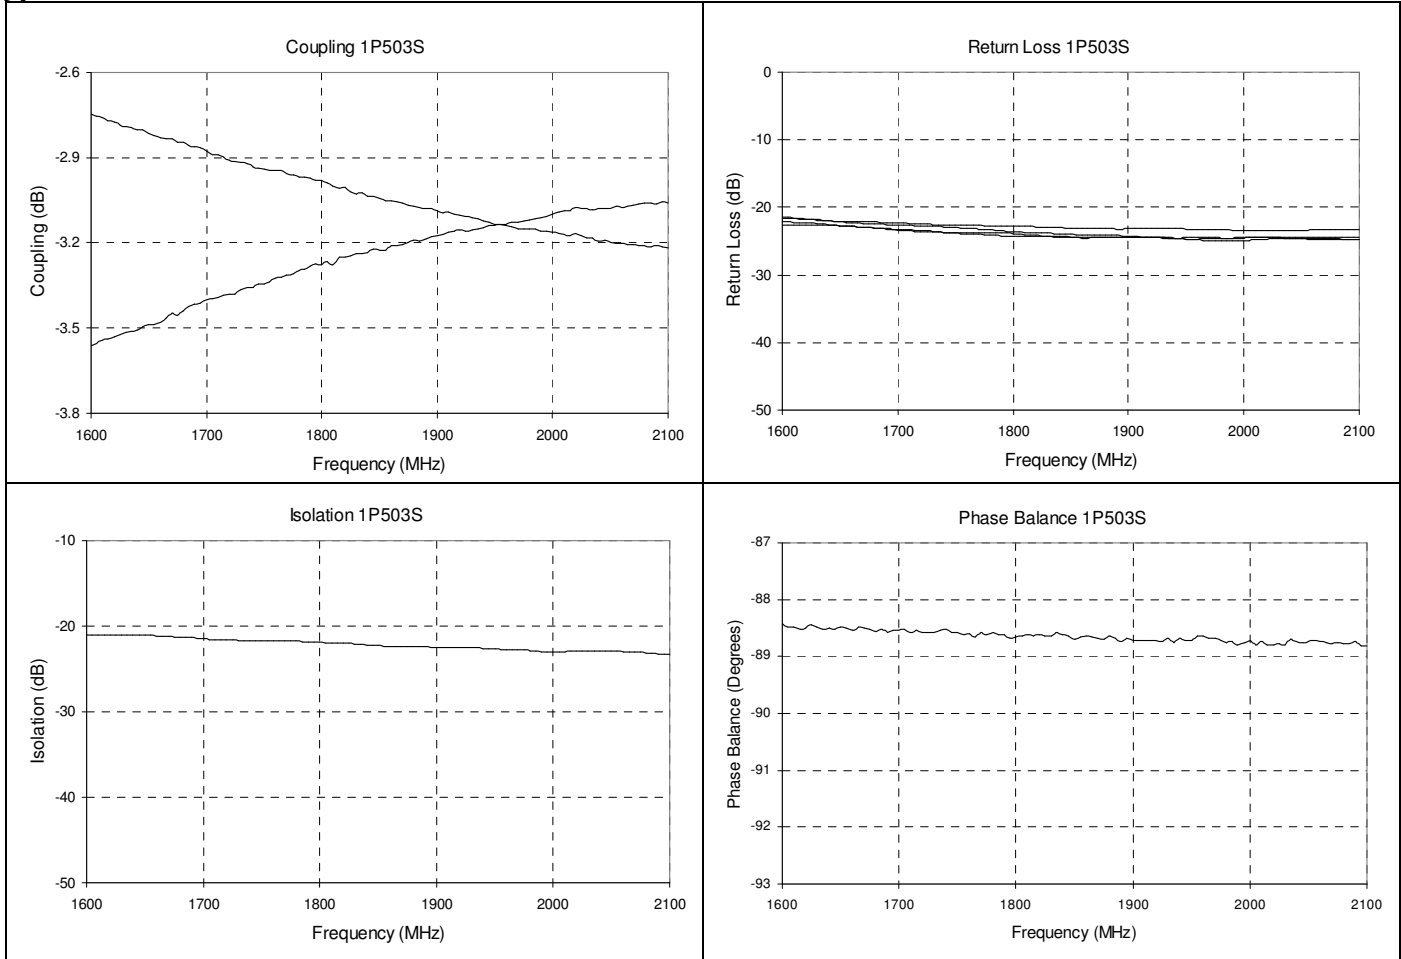 Coupling 1P503S
-2.6
-2.9
-3.2
-3.5
-3.8
Coupling (dB)
1600 1700 1800 1900 2000 2100
Frequency (MHz)
Return Loss 1P503S
0
-10
-20
-30
-40
-50
Return Loss (dB)
1600 1700 1800 1900 2000 2100
Frequency (MHz)
Isolation 1P503S
-10
-20
-30
-40
-50
Isolation (dB)
1600 1700 1800 1900 2000 2100
Frequency (MHz)
Phase Balance 1P503S
-87
-88
-89
-90
-91
-92
-93
Phase Balance (Degrees)
1600 1700 1800 1900 2000 2100
Frequency (MHz)